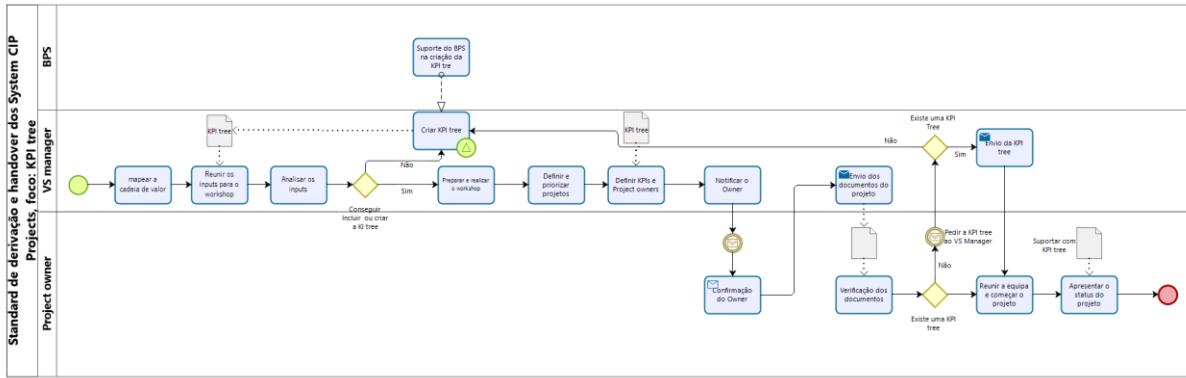 Standard de derivação e handover dos System CIP
Projects, foco: KPI tree
BPS
VS manager
Project owner
Suporte do BPS
na criação da
KPI tre
KPI tree
Criar KPI tree
KPI tree
Existe uma KPI
Tree
Não
Sim
Envio da KPI
tree
mapear a
cadeia de valor
Reunir os
inputs para o
workshop
Analisar os
inputs
Não
Sim
Conseguir
Incluir ou criar
a KI tree
Preparar e realizar
o workshop
Definir e
priorizar
projetos
Definir KPIs e
Project owners
Notificar o
Owner
Envio dos
documentos do
projeto
Pedir a KPI tree
ao VS Manager
Suportar com
KPI tree
Não
Confirmação
do Owner
Verificação dos
documentos
Existe uma KPI
tree
Reunir a equipa
e começar o
projeto
Apresentar o
status do
projeto